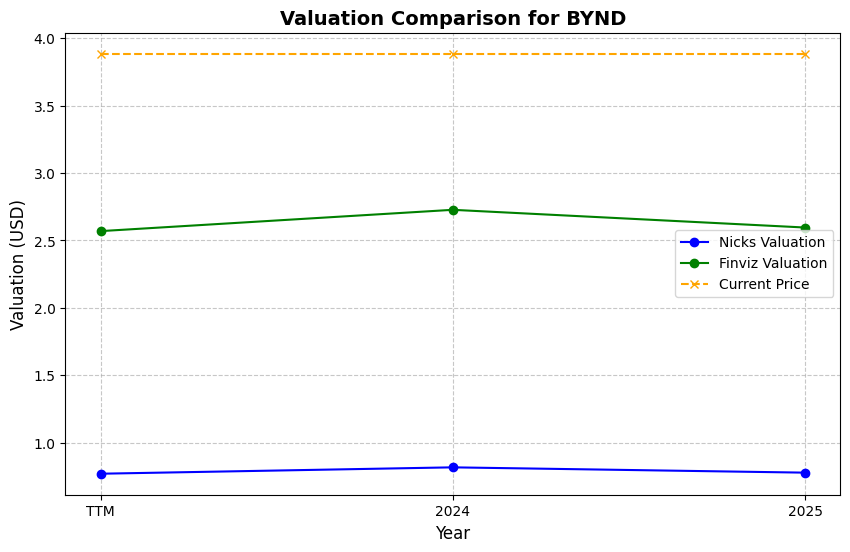 Valuation Comparison for BYND
4.0
3.5
3.0
2.5
2.0
1.5
1.0
Valuation (USD)
Nicks Valuation
Finviz Valuation
Current Price
TTM
2024
2025
Year